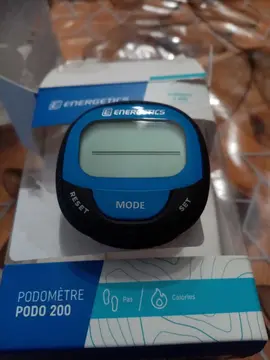 ENERGETICS
ENERGETICS
RESET
MODE
SET
PODOMÈTRE
PODO 200
Pas
Calories